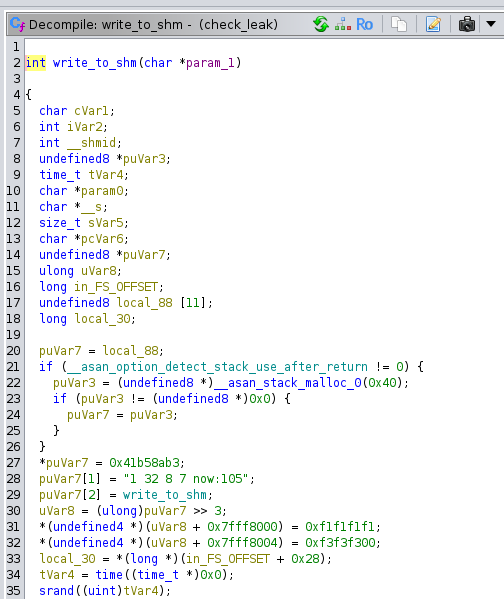 Decompile: write_to_shm - (check_leak)
Ro
1
2 int write_to_shm(char *param_1)
3
4 {
5 char cVar1;
6 int iVar2;
7 int __shmid;
8 undefined8 *puVar3;
9 time_t tVar4;
10 char *param0;
11 char *__s;
12 size_t sVar5;
13 char *pcVar6;
14 undefined8 *puVar7;
15 ulong uVar8;
16 long in_FS_OFFSET;
17 undefined8 local_88 [11];
18 long local_30;
19
20 puVar7 = local_88;
21 if (__asan_option_detect_stack_use_after_return != 0) {
22 puVar3 = (undefined8 *)__asan_stack_malloc_0(0x40);
23 if (puVar3 != (undefined8 *)0x0) {
24 puVar7 = puVar3;
25 }
26 }
27 *puVar7 = 0x41b58ab3;
28 puVar7[1] = "1 32 8 7 now:105";
29 puVar7[2] = write_to_shm;
30 uVar8 = (ulong)puVar7 >> 3;
31 *(undefined4 *)(uVar8 + 0x7fff8000) = 0xf1f1f1f1;
32 *(undefined4 *)(uVar8 + 0x7fff8004) = 0xf3f3f300;
33 local_30 = *(long *)(in_FS_OFFSET + 0x28);
34 tVar4 = time((time_t *)0x0);
35 srand((uint)tVar4);